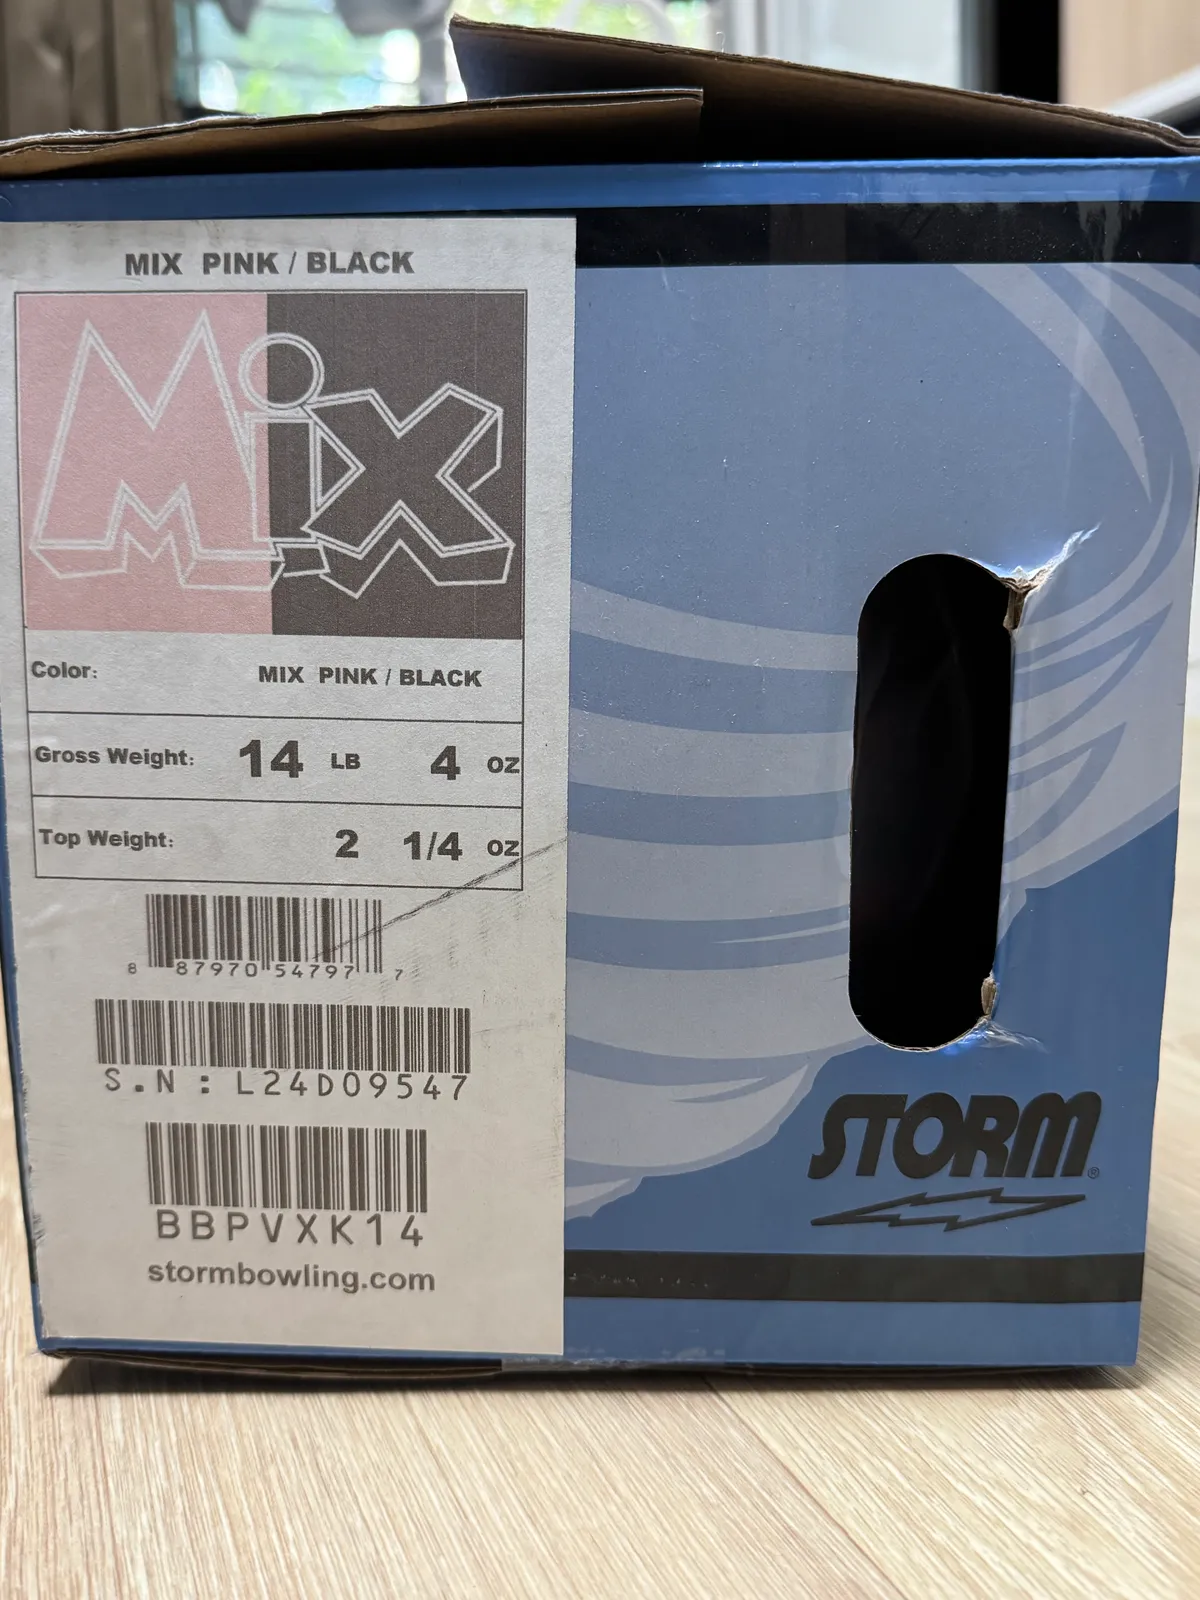 MIX PINK / BLACK
Mix
Color: MIX PINK / BLACK
Gross Weight: 14 LB 4 OZ
Top Weight: 2 1/4 OZ
8 87970 54797 7
S.N : L24D09547
BBPVXK14
stormbowling.com
STORM®